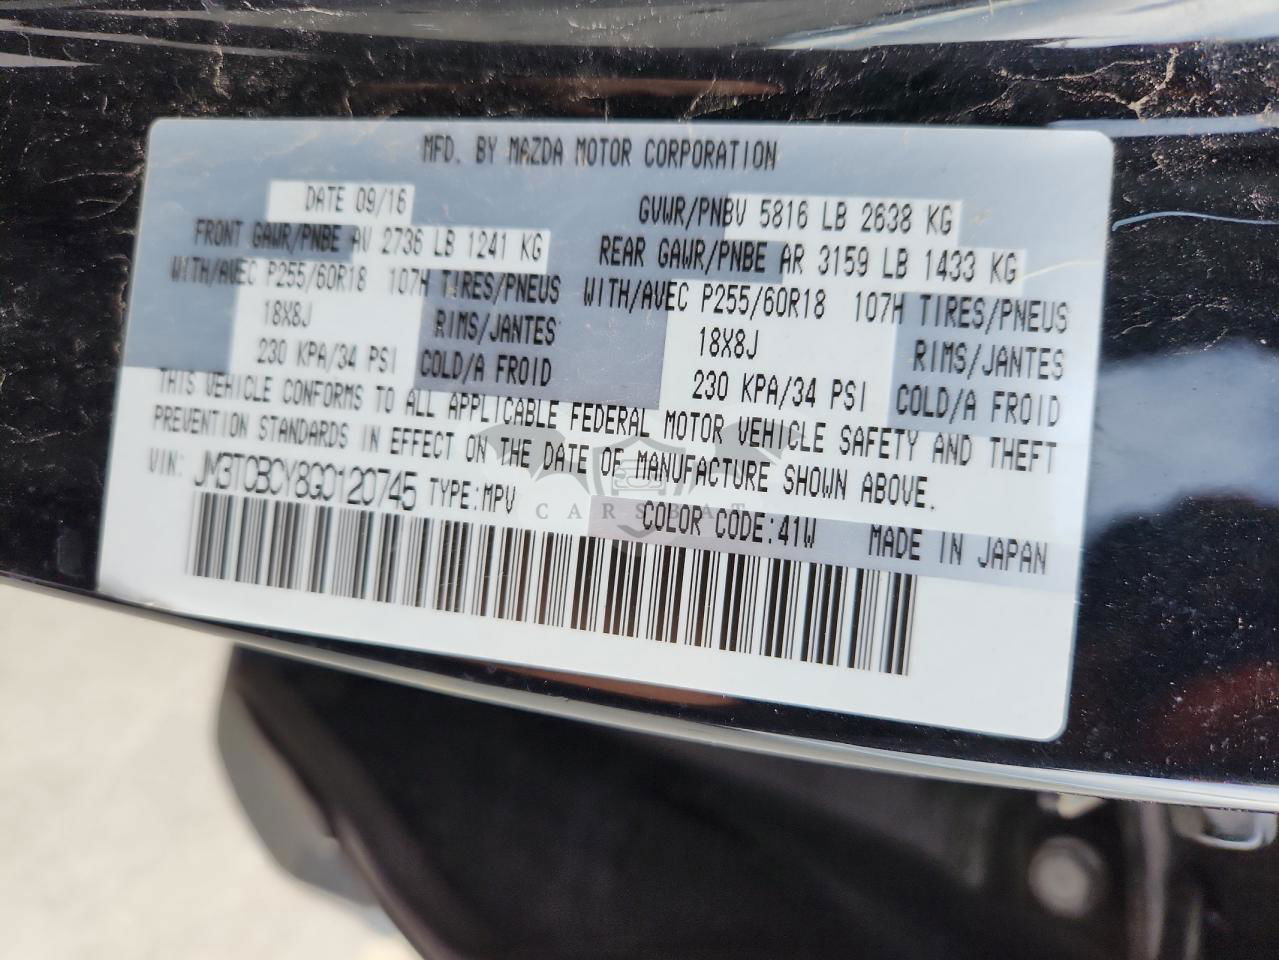 MFD. BY MAZDA MOTOR CORPORATION
DATE 09/16 GVWR/PNBV 5816 LB 2638 KG
FRONT GAWR/PNBE AV 2736 LB 1241 KG REAR GAWR/PNBE AR 3159 LB 1433 KG
WITH/AVEC P255/60R18 107H TIRES/PNEUS WITH/AVEC P255/60R18 107H TIRES/PNEUS
18X8J RIMS/JANTES 18X8J RIMS/JANTES
230 KPA/34 PSI COLD/A FROID 230 KPA/34 PSI COLD/A FROID
THIS VEHICLE CONFORMS TO ALL APPLICABLE FEDERAL MOTOR VEHICLE SAFETY AND THEFT
PREVENTION STANDARDS IN EFFECT ON THE DATE OF MANUFACTURE SHOWN ABOVE.
VIN: JM3TCBCY8G0120745 TYPE:MPV
COLOR CODE:41W MADE IN JAPAN
CARSBAT